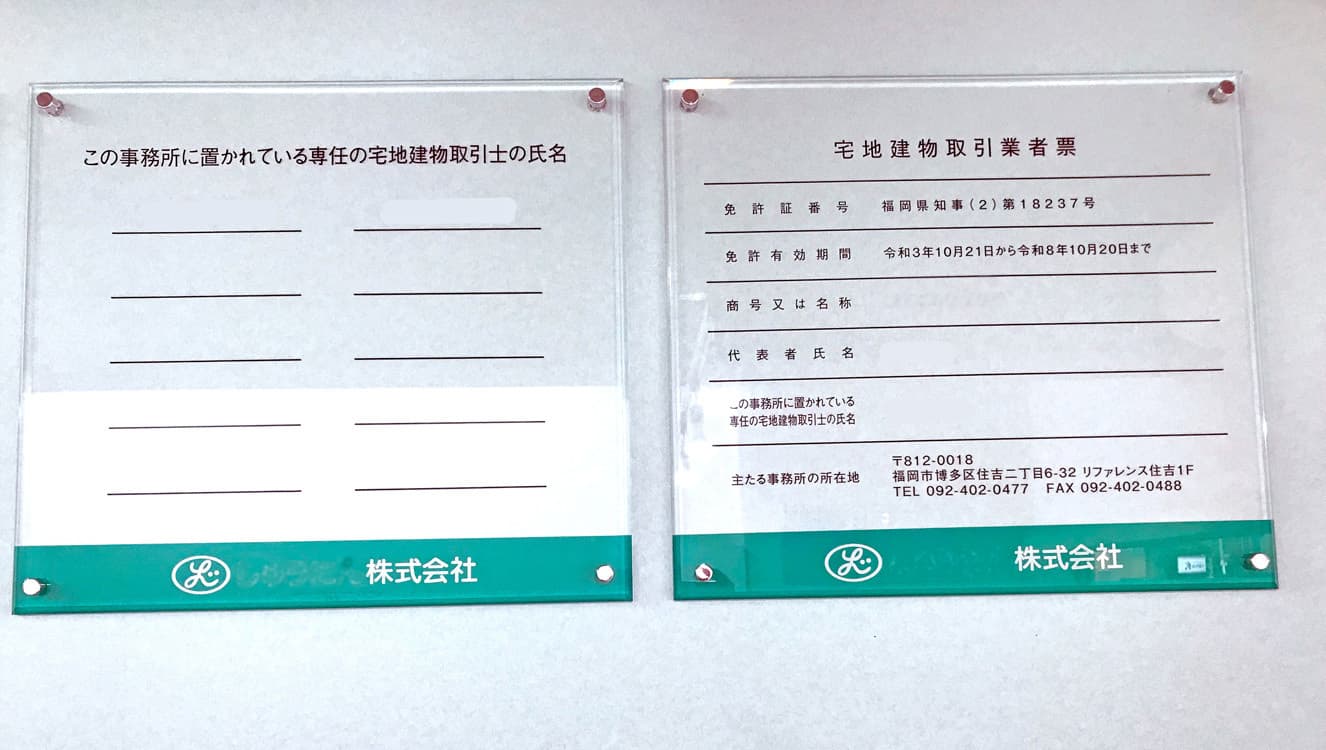 この事務所に置かれている専任の宅地建物取引士の氏名
株式会社
宅地建物取引業者票
免許証番号 福岡県知事(2)第18237号
免許有効期間 令和3年10月21日から令和8年10月20日まで
商号又は名称
代表者氏名
この事務所に置かれている
専任の宅地建物取引士の氏名
主たる事務所の所在地
〒812-0018
福岡市博多区住吉二丁目6-32 リファレンス住吉1F
TEL 092-402-0477 FAX 092-402-0488
株式会社